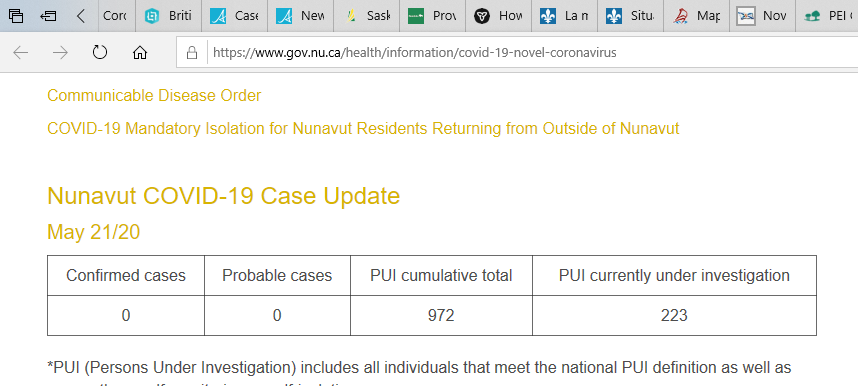 Corc Briti Case New Sask Prov How La n Situ Map Nov PEI
https://www.gov.nu.ca/health/information/covid-19-novel-coronavirus
Communicable Disease Order
COVID-19 Mandatory Isolation for Nunavut Residents Returning from Outside of Nunavut
Nunavut COVID-19 Case Update
May 21/20
Confirmed cases Probable cases PUI cumulative total PUI currently under investigation
0 0 972 223
*PUI (Persons Under Investigation) includes all individuals that meet the national PUI definition as well as